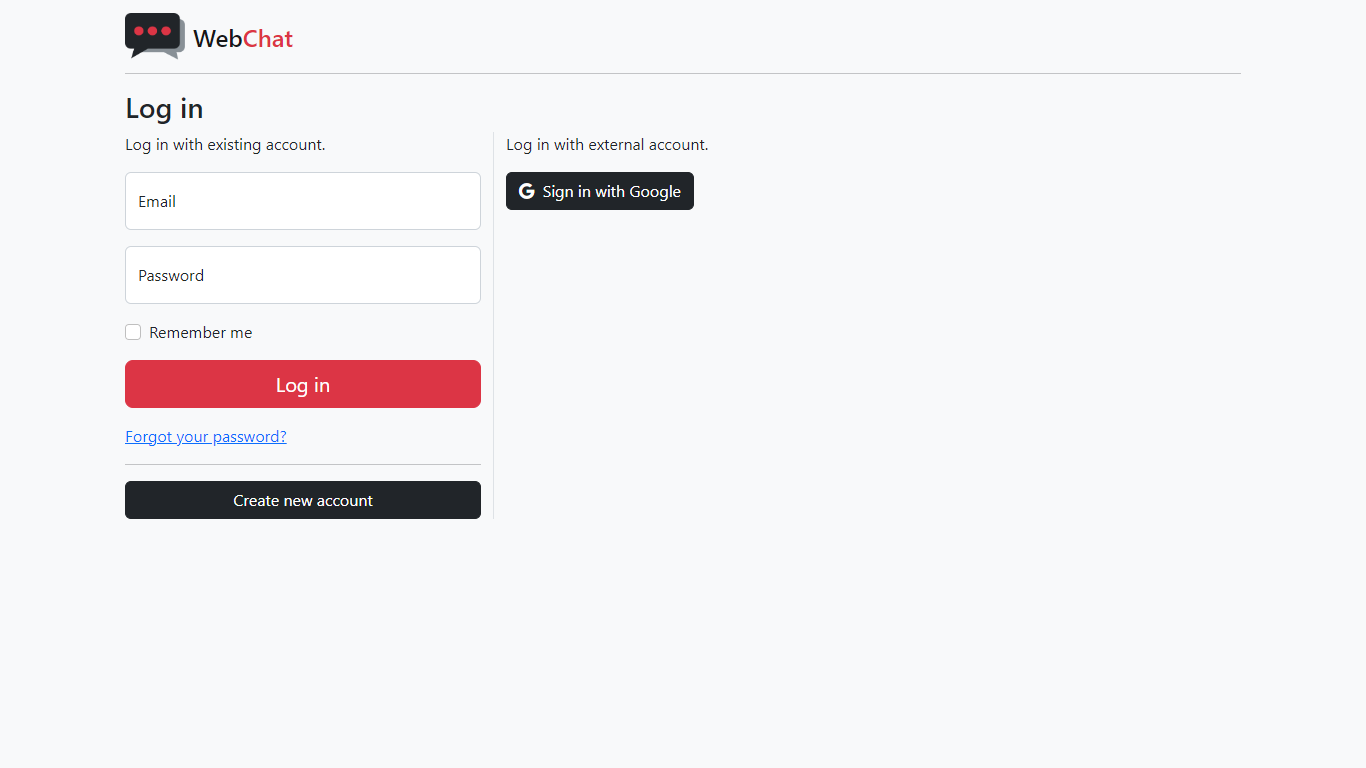 WebChat
Log in
Log in with existing account.
Email
Password
Remember me
Log in
Forgot your password?
Create new account
Log in with external account.
Sign in with Google